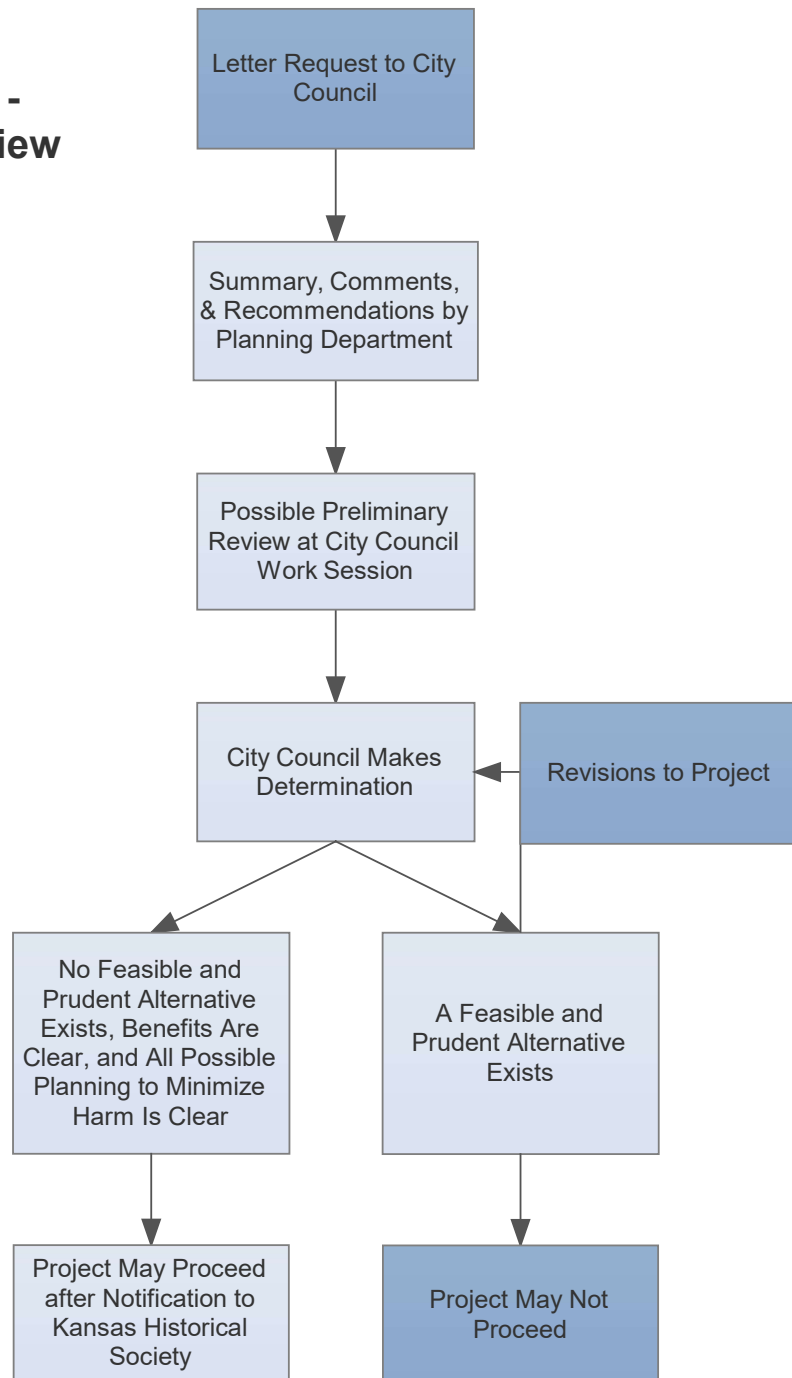 -
iew
Letter Request to City
Council
Summary, Comments,
& Recommendations by
Planning Department
Possible Preliminary
Review at City Council
Work Session
City Council Makes
Determination
Revisions to Project
No Feasible and
Prudent Alternative
Exists, Benefits Are
Clear, and All Possible
Planning to Minimize
Harm Is Clear
A Feasible and
Prudent Alternative
Exists
Project May Proceed
after Notification to
Kansas Historical
Society
Project May Not
Proceed